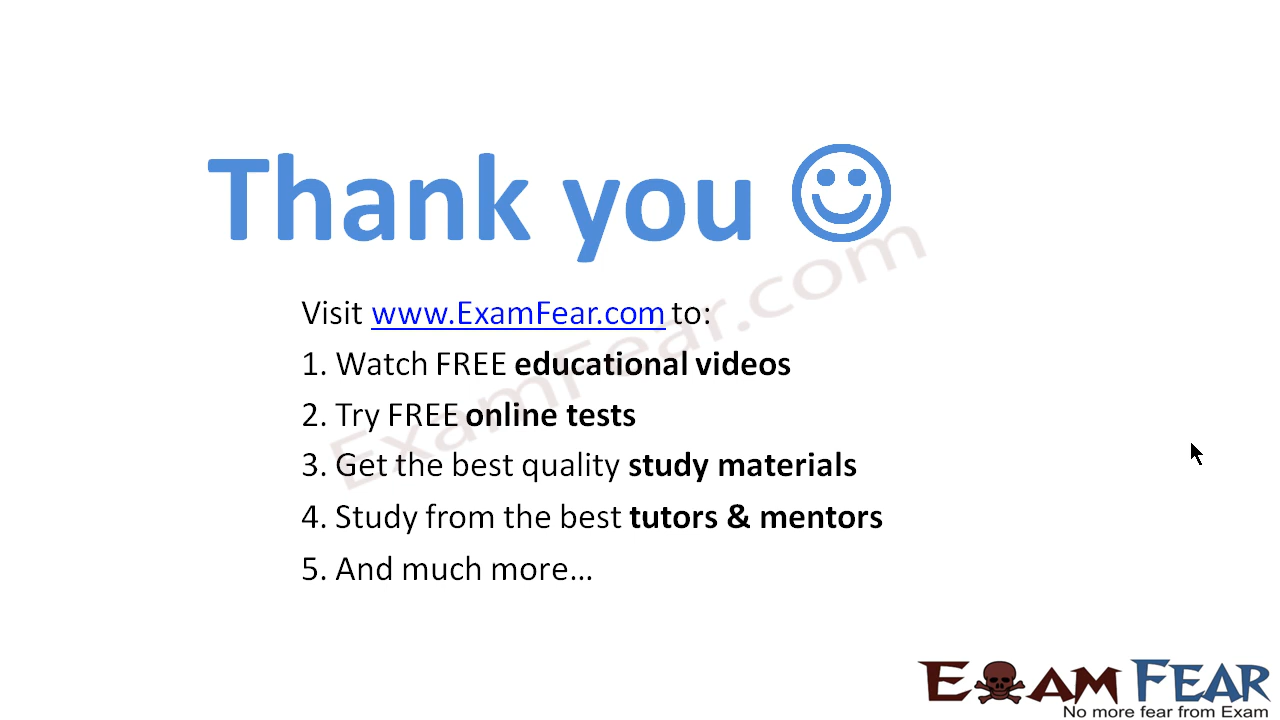 Thank you
Visit www.ExamFear.com to:
1. Watch FREE educational videos
2. Try FREE online tests
3. Get the best quality study materials
4. Study from the best tutors & mentors
5. And much more...
ExamFear.com
EXAM FEAR
No more fear from Exam